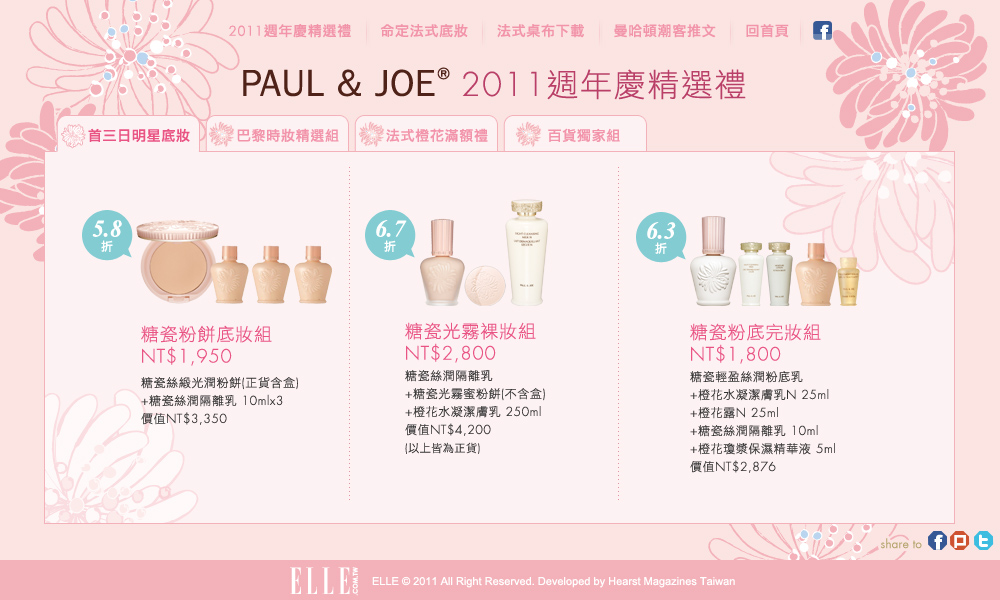 2011週年慶精選禮 命定法式底妝 法式桌布下載 曼哈頓潮客推文 回首頁
PAUL & JOE® 2011週年慶精選禮
首三日明星底妝 巴黎時妝精選組 法式橙花滿額禮 百貨獨家組
5.8
折
糖瓷粉餅底妝組
NT$1,950
糖瓷絲緞光潤粉餅(正貨含盒)
+糖瓷絲潤隔離乳 10mlx3
價值NT$3,350
6.7
折
糖瓷光霧裸妝組
NT$2,800
糖瓷絲潤隔離乳
+糖瓷光霧蜜粉餅(不含盒)
+橙花水凝潔膚乳 250ml
價值NT$4,200
(以上皆為正貨)
6.3
折
糖瓷粉底完妝組
NT$1,800
糖瓷輕盈絲潤粉底乳
+橙花水凝潔膚乳N 25ml
+橙花露N 25ml
+糖瓷絲潤隔離乳 10ml
+橙花瓊漿保濕精華液 5ml
價值NT$2,876
share to
ELLE .COM.TW ELLE © 2011 All Right Reserved. Developed by Hearst Magazines Taiwan